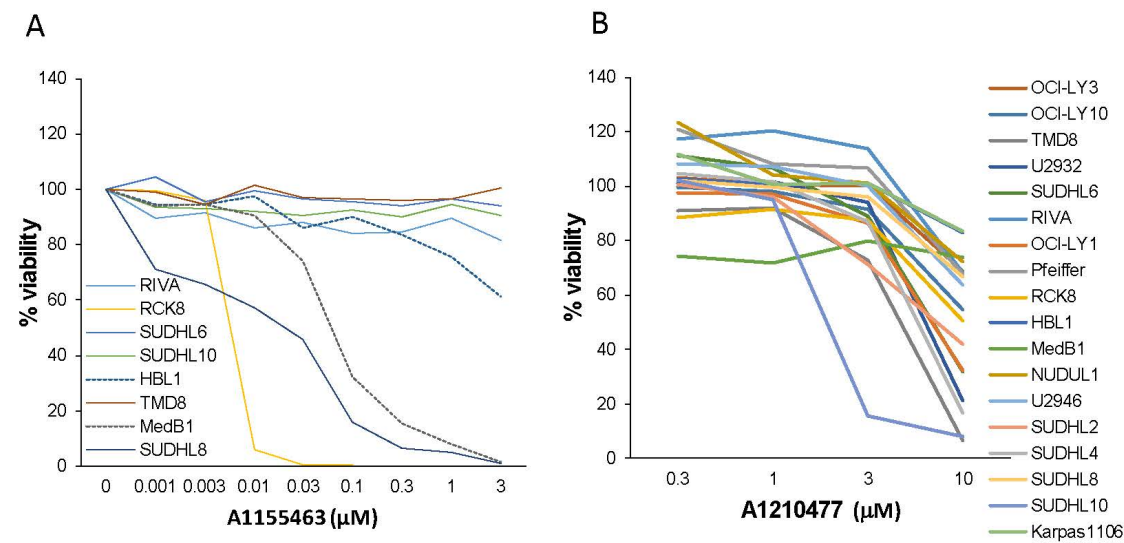 A
% viability
140
120
100
80
60
40
20
0
RIVA
RCK8
SUDHL6
SUDHL10
HBL1
TMD8
MedB1
SUDHL8
0 0.001 0.003 0.01 0.03 0.1 0.3 1 3
A1155463 (μM)
B
% viability
140
120
100
80
60
40
20
0
0.3 1 3 10
A1210477 (μM)
OCI-LY3
OCI-LY10
TMD8
U2932
SUDHL6
RIVA
OCI-LY1
Pfeiffer
RCK8
HBL1
MedB1
NUDUL1
U2946
SUDHL2
SUDHL4
SUDHL8
SUDHL10
Karpas1106